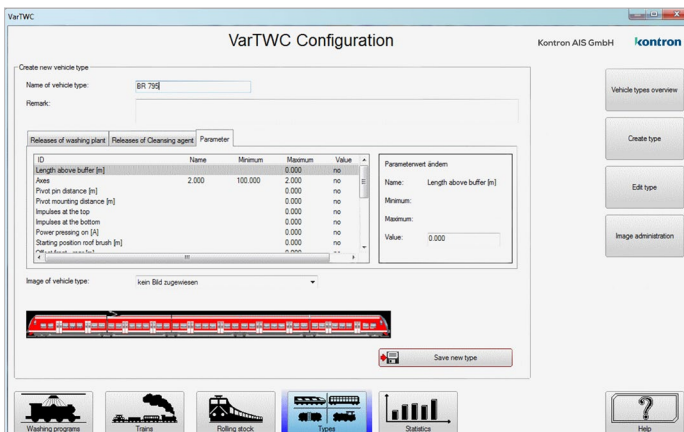 VarTWC
VarTWC Configuration
Kontron AIS GmbH
kontron
Create new vehicle type
Name of vehicle type: BR 795
Remark:
Releases of washing plant Releases of Cleansing agent Parameter
ID Name Minimum Maximum Value
Length above buffer [m] 0.000 no
Axes 2.000 100.000 2.000 no
Pivot pin distance [m] 0.000 no
Pivot mounting distance [m] 0.000 no
Impulses at the top 0.000 no
Impulses at the bottom 0.000 no
Power pressing on [A] 0.000 no
Starting position roof brush [m] 0.000 no
Parameterwert ändern
Name: Length above buffer [m]
Minimum:
Maximum:
Value: 0.000
Image of vehicle type: kein Bild zugewiesen
Save new type
Vehicle types overview
Create type
Edit type
Image administration
Washing programs
Trains
Rolling stock
Types
Statistica
Help